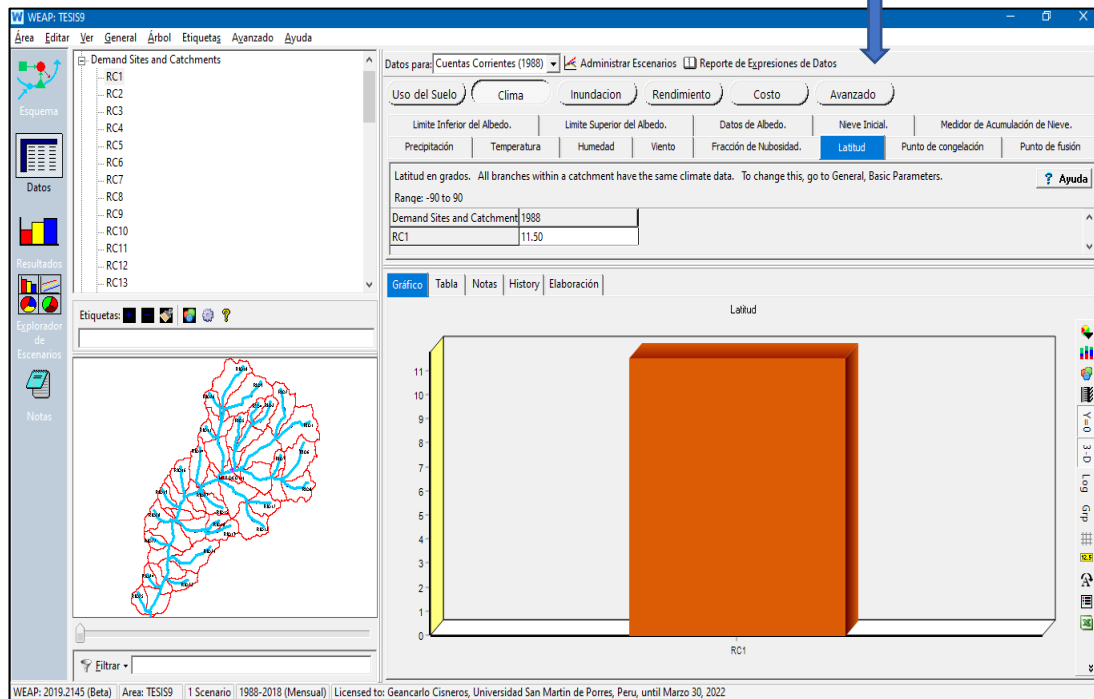 WEAP: TESIS9
Área Editar Ver General Árbol Etiquetas Avanzado Ayuda
Esquema
Datos
Resultados
Explorador
de
Escenarios
Notas
Demand Sites and Catchments
RC1
RC2
RC3
RC4
RC5
RC6
RC7
RC8
RC9
RC10
RC11
RC12
RC13
Etiquetas:
Filtrar
Datos para: Cuentas Corrientes (1988) Administrar Escenarios Reporte de Expresiones de Datos
Uso del Suelo Clima Inundacion Rendimiento Costo Avanzado
Limite Inferior del Albedo. Limite Superior del Albedo. Datos de Albedo. Nieve Inicial. Medidor de Acumulación de Nieve.
Precipitación Temperatura Humedad Viento Fracción de Nubosidad. Latitud Punto de congelación Punto de fusión
Latitud en grados. All branches within a catchment have the same climate data. To change this, go to General, Basic Parameters.
? Ayuda
Range: -90 to 90
Demand Sites and Catchment 1988
RC1 11.50
Gráfico Tabla Notas History Elaboración
Latitud
11
10
9
8
7
6
5
4
3
2
1
0
RC1
Y=0
3-D
Log
Grp
12.5
WEAP: 2019.2145 (Beta) Area: TESIS9 1 Scenario 1988-2018 (Mensual) Licensed to: Geancarlo Cisneros, Universidad San Martin de Porres, Peru, until Marzo 30, 2022